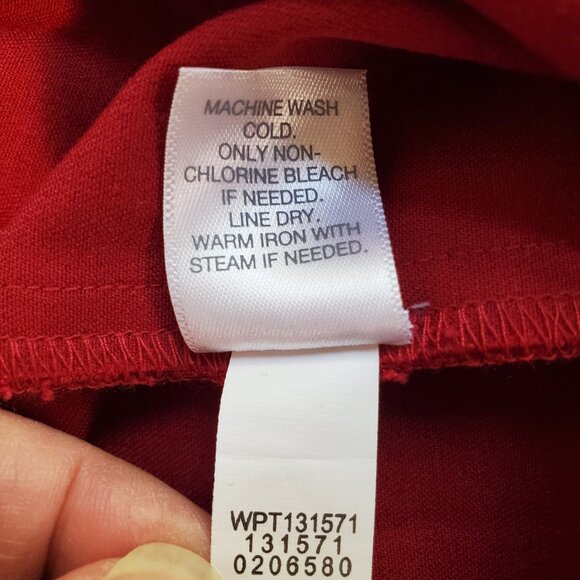 MACHINE WASH
COLD.
ONLY NON-
CHLORINE BLEACH
IF NEEDED.
LINE DRY.
WARM IRON WITH
STEAM IF NEEDED.
WPT131571
131571
0206580